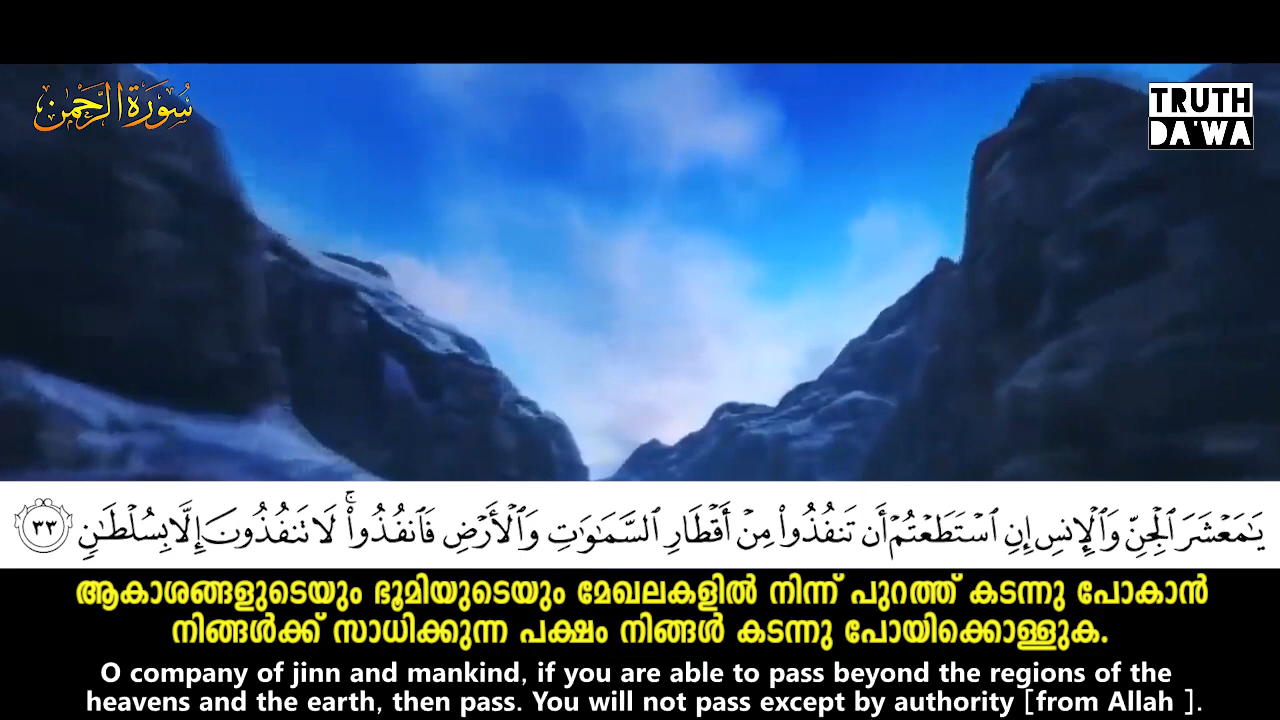 سُورَةُ الرَّحْمٰن
TRUTH
DA'WA
يَـٰمَعْشَرَ ٱلْجِنِّ وَٱلْإِنسِ إِنِ ٱسْتَطَعْتُمْ أَن تَنفُذُوا۟ مِنْ أَقْطَارِ ٱلسَّمَـٰوَٰتِ وَٱلْأَرْضِ فَٱنفُذُوا۟ ۚ لَا تَنفُذُونَ إِلَّا بِسُلْطَـٰنٍ ٣٣
ആകാശങ്ങളുടെയും ഭൂമിയുടെയും മേഖലകളിൽ നിന്ന് പുറത്ത് കടന്നു പോകാൻ
നിങ്ങൾക്ക് സാധിക്കുന്ന പക്ഷം നിങ്ങൾ കടന്നു പോയിക്കൊള്ളുക.
O company of jinn and mankind, if you are able to pass beyond the regions of the
heavens and the earth, then pass. You will not pass except by authority [from Allah ].